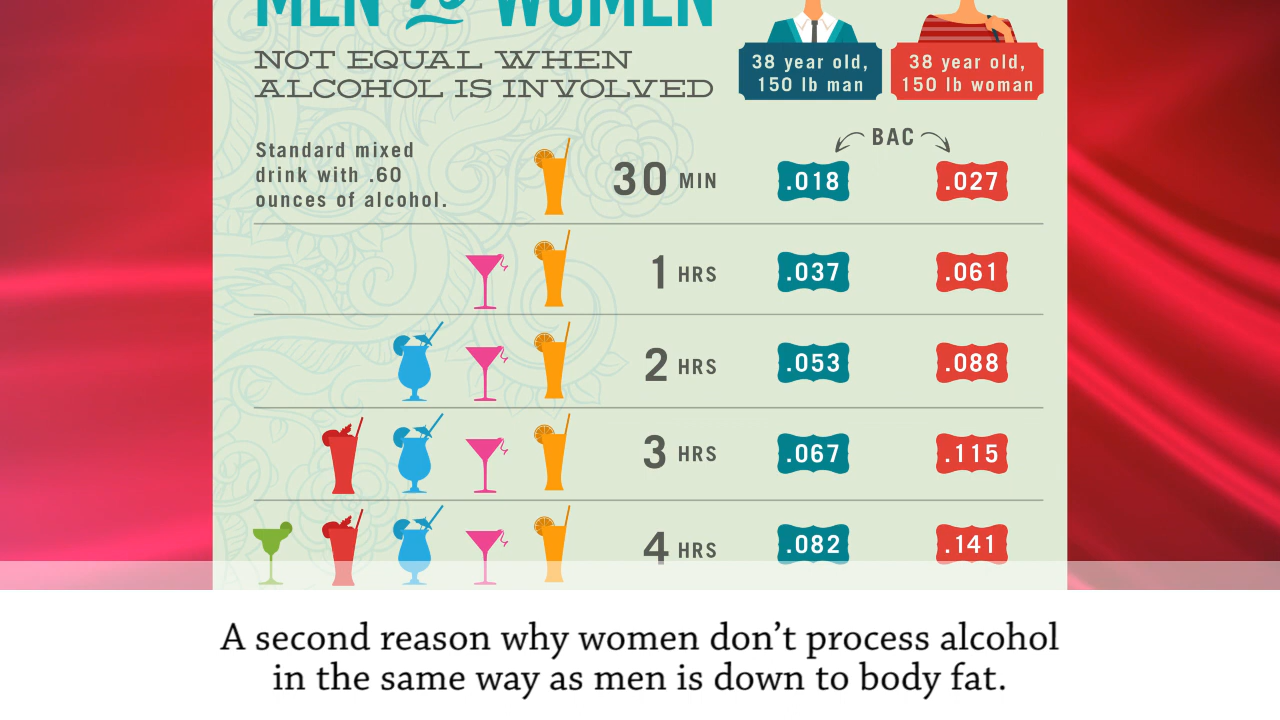 MEN vs WOMEN
NOT EQUAL WHEN
ALCOHOL IS INVOLVED
38 year old,
150 lb man
38 year old,
150 lb woman
BAC
Standard mixed
drink with .60
ounces of alcohol.
30 MIN .018 .027
1 HRS .037 .061
2 HRS .053 .088
3 HRS .067 .115
4 HRS .082 .141
A second reason why women don’t process alcohol
in the same way as men is down to body fat.